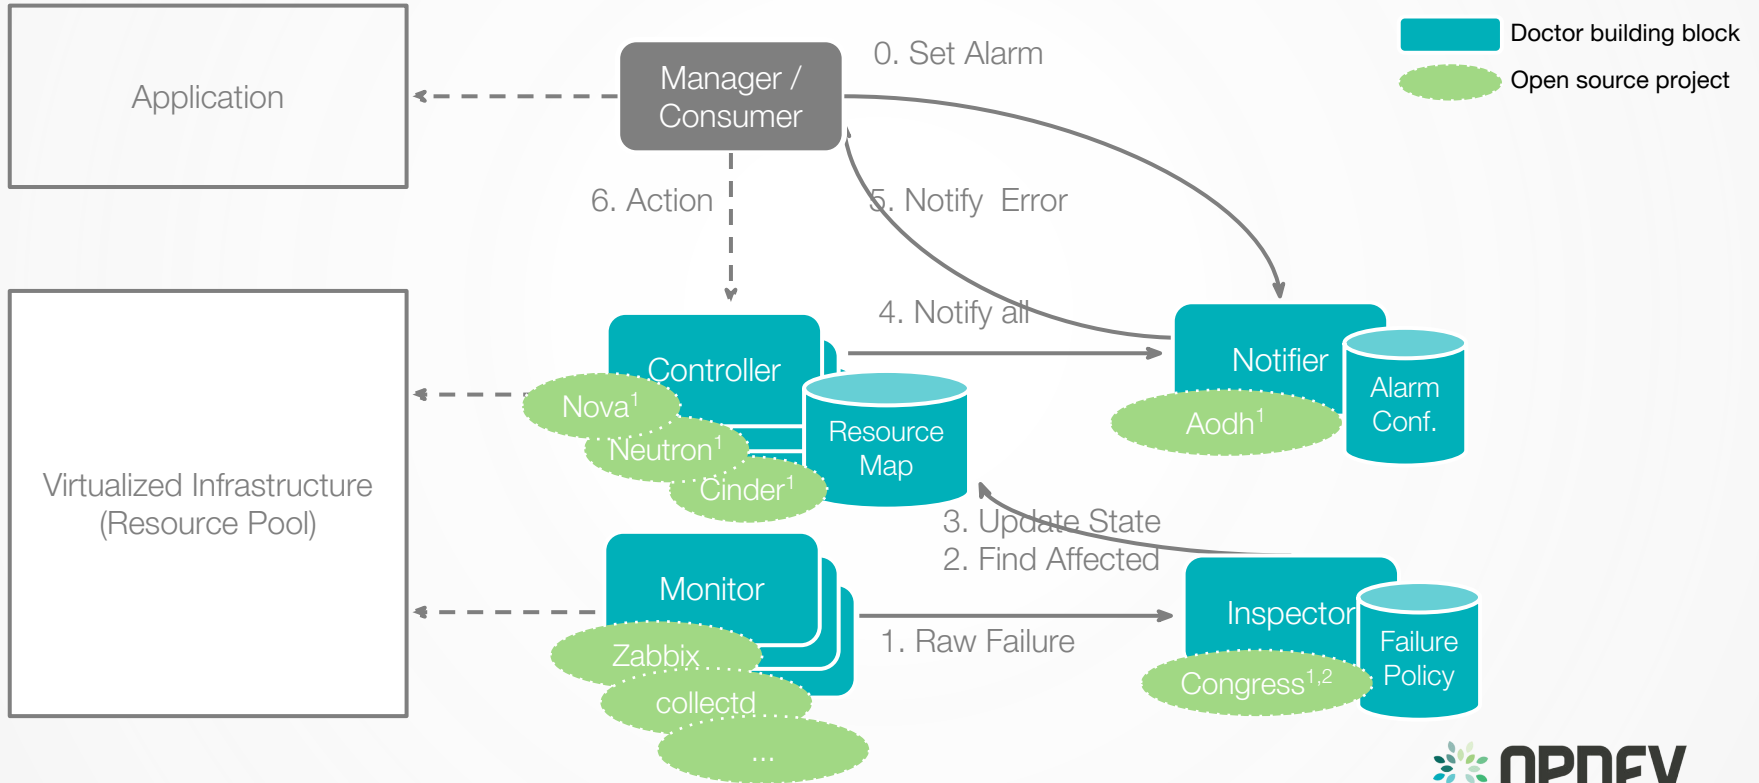 Application
Manager /
Consumer
0. Set Alarm
Doctor building block
Open source project
6. Action
5. Notify Error
4. Notify all
Controller
Nova¹
Neutron¹
Cinder¹
Resource
Map
Notifier
Aodh¹
Alarm
Conf.
Virtualized Infrastructure
(Resource Pool)
3. Update State
2. Find Affected
Monitor
Zabbix
collectd
...
1. Raw Failure
Inspector
Congress¹,²
Failure
Policy
OPNFV